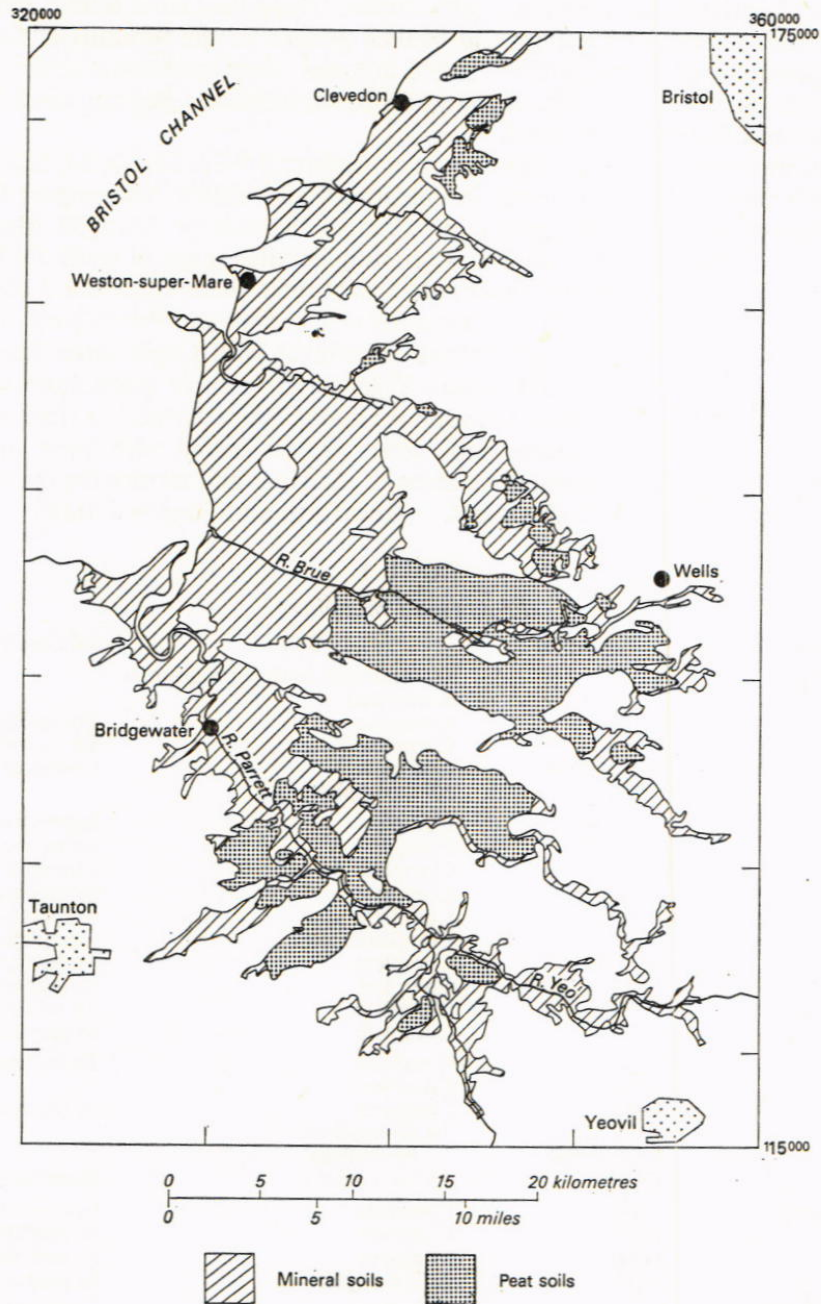 320000
360000
175000
BRISTOL CHANNEL
Clevedon
Bristol
Weston-super-Mare
R. Brue
Wells
Bridgewater
R. Parrett
Taunton
R. Yeo
Yeovil
115000
0 5 10 15 20 kilometres
0 5 10 miles
Mineral soils
Peat soils